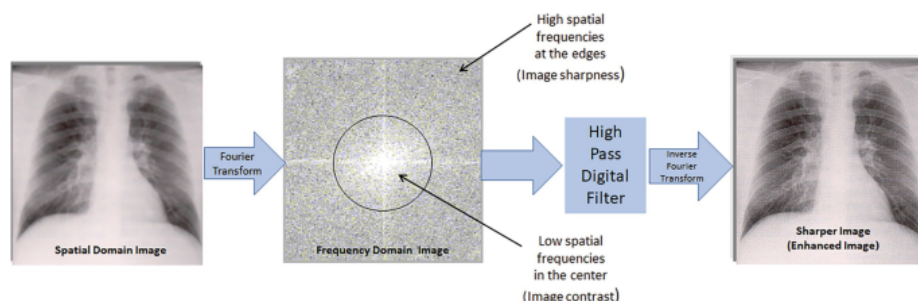 High spatial
frequencies
at the edges
(Image sharpness)
Fourier
Transform
High
Pass
Digital
Filter
Inverse
Fourier
Transform
Spatial Domain Image
Frequency Domain Image
Low spatial
frequencies
in the center
(Image contrast)
Sharper Image
(Enhanced Image)